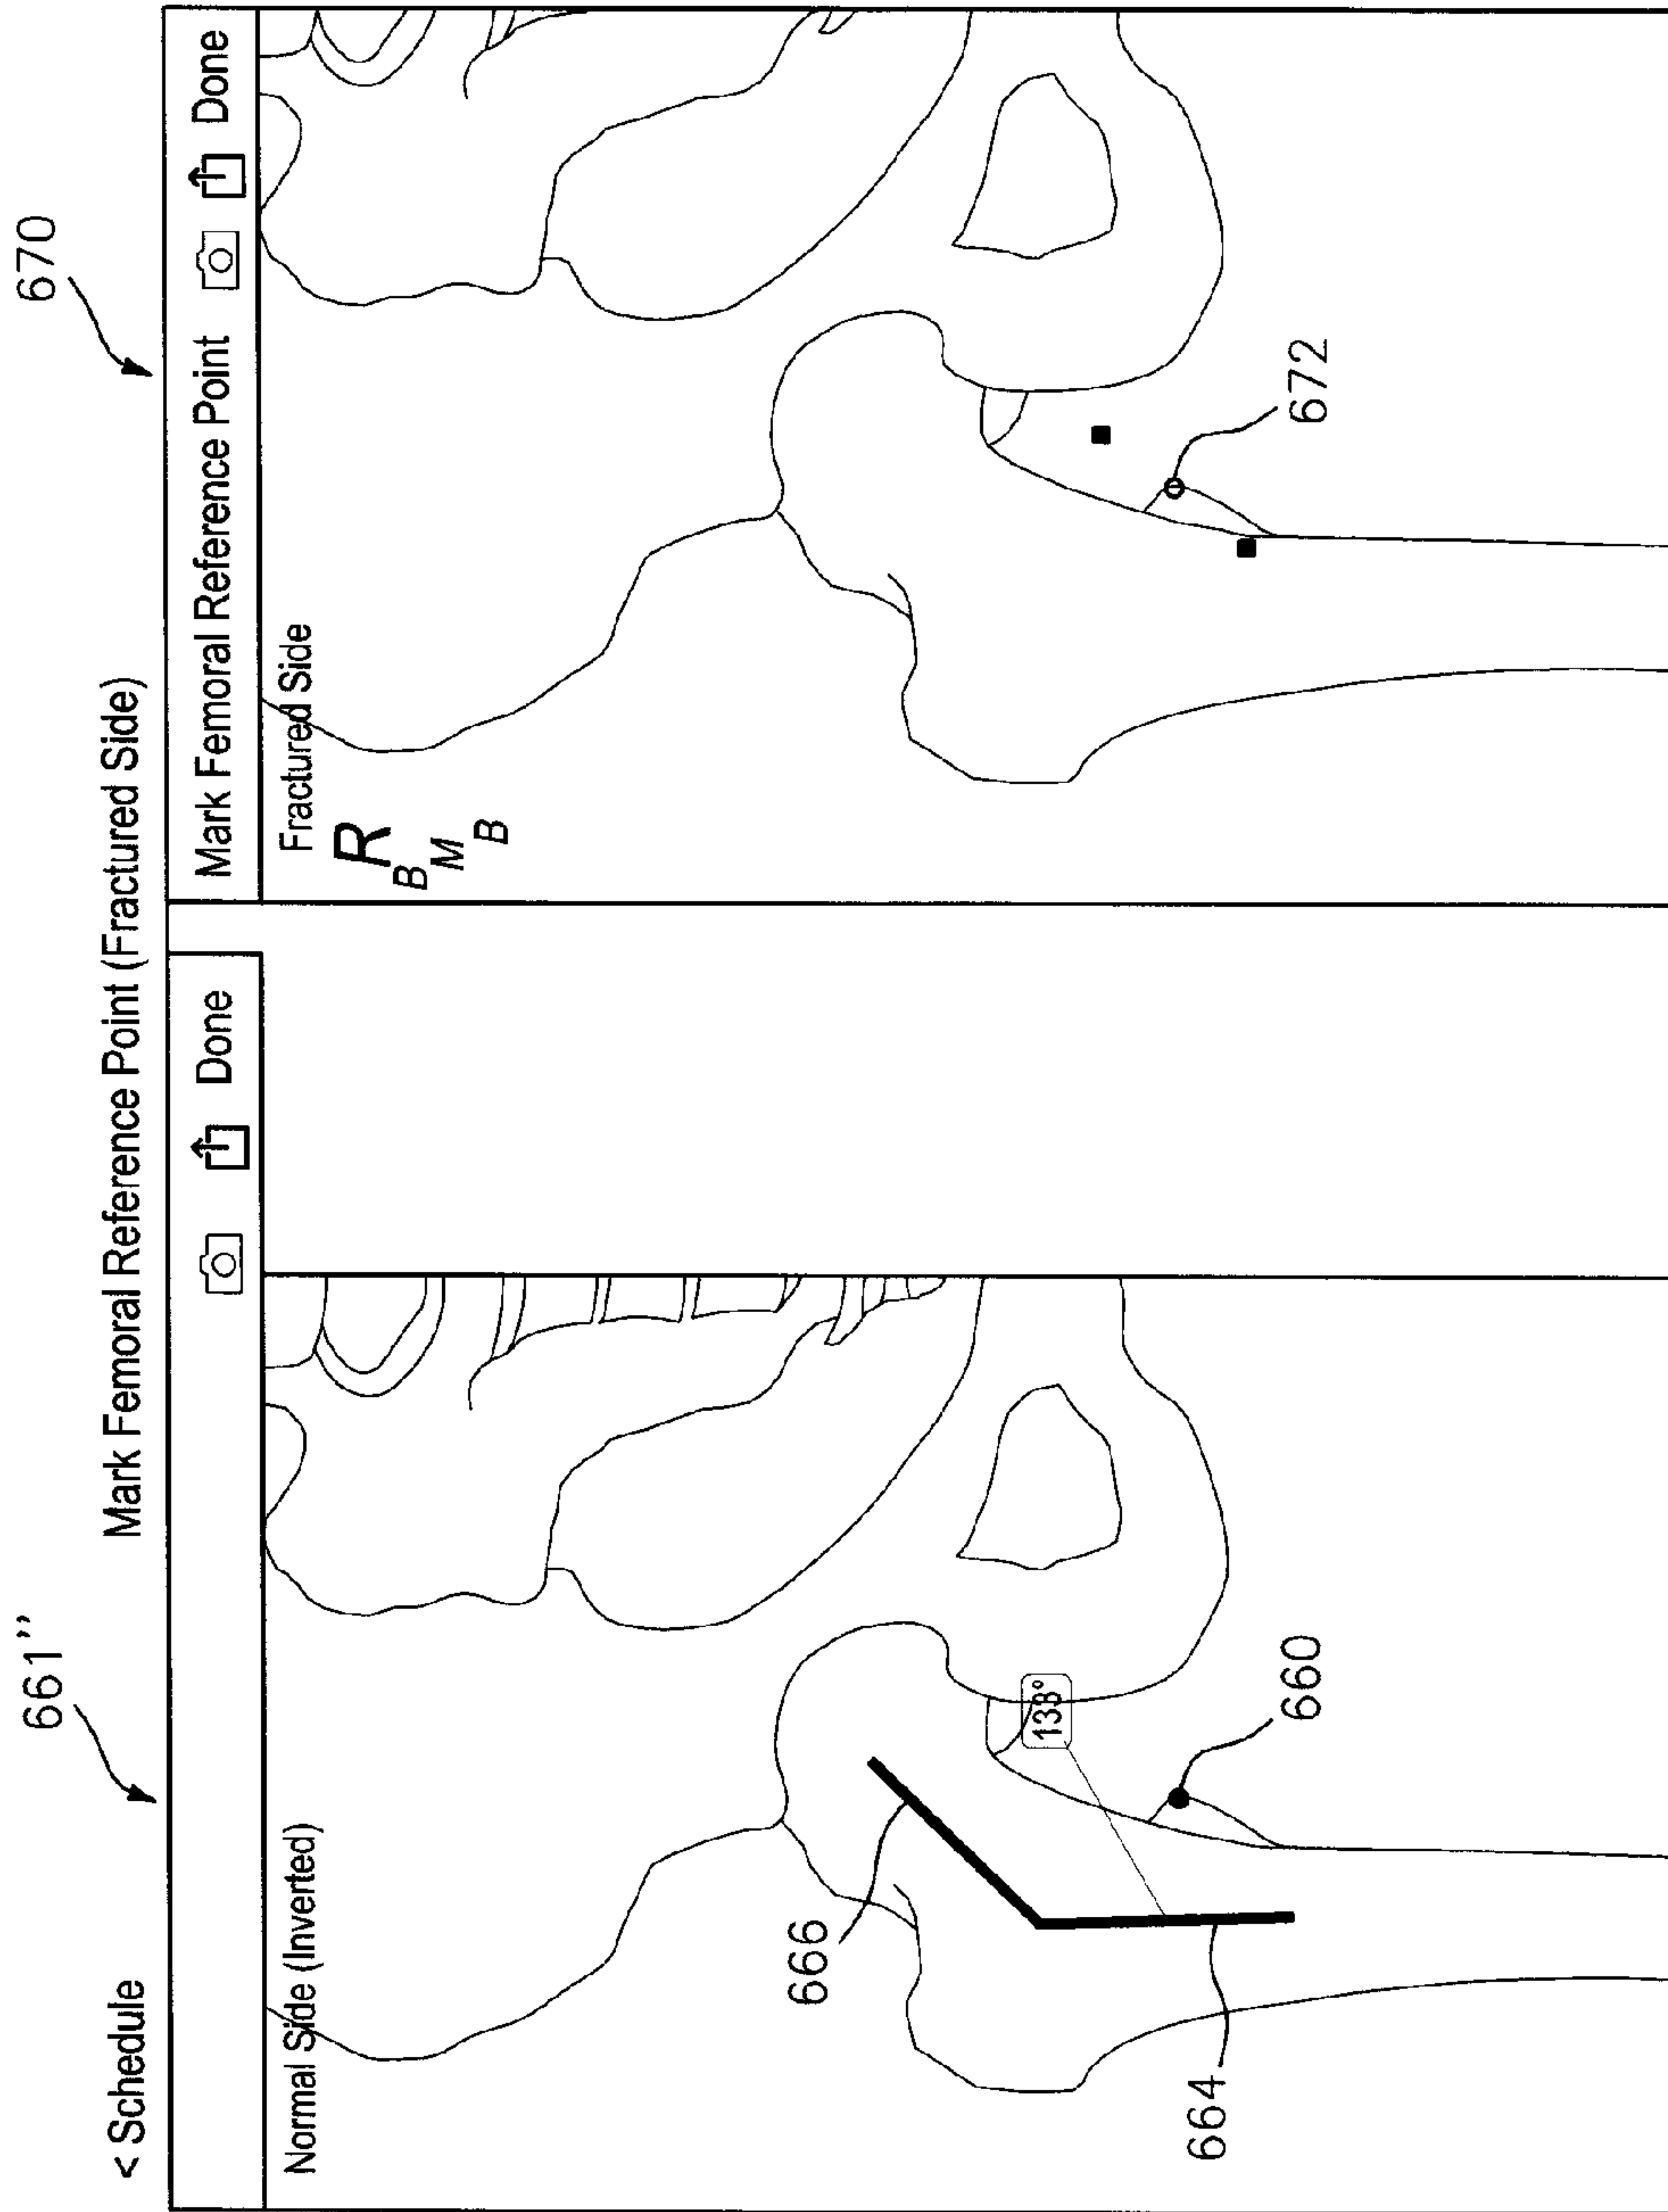 661’’
670
< Schedule
Mark Femoral Reference Point (Fractured Side)
Done
Mark Femoral Reference Point
Done
Normal Side (Inverted)
Fractured Side
R
B
M
B
666
133°
664
660
672